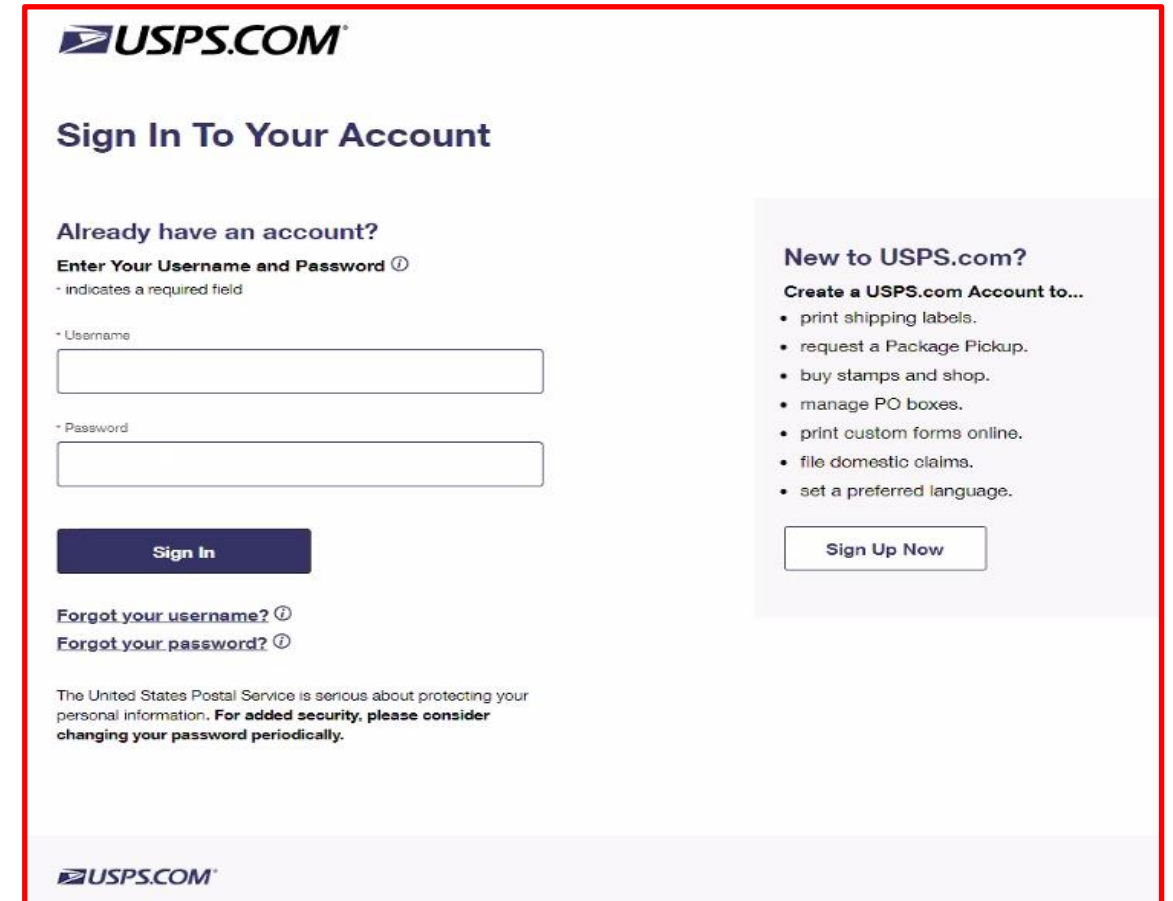 USPS.COM®
Sign In To Your Account
Already have an account?
Enter Your Username and Password ⓘ
* indicates a required field
* Username
* Password
Sign In
Forgot your username? ⓘ
Forgot your password? ⓘ
The United States Postal Service is serious about protecting your
personal information. For added security, please consider
changing your password periodically.
New to USPS.com?
Create a USPS.com Account to...
• print shipping labels.
• request a Package Pickup.
• buy stamps and shop.
• manage PO boxes.
• print custom forms online.
• file domestic claims.
• set a preferred language.
Sign Up Now
USPS.COM®